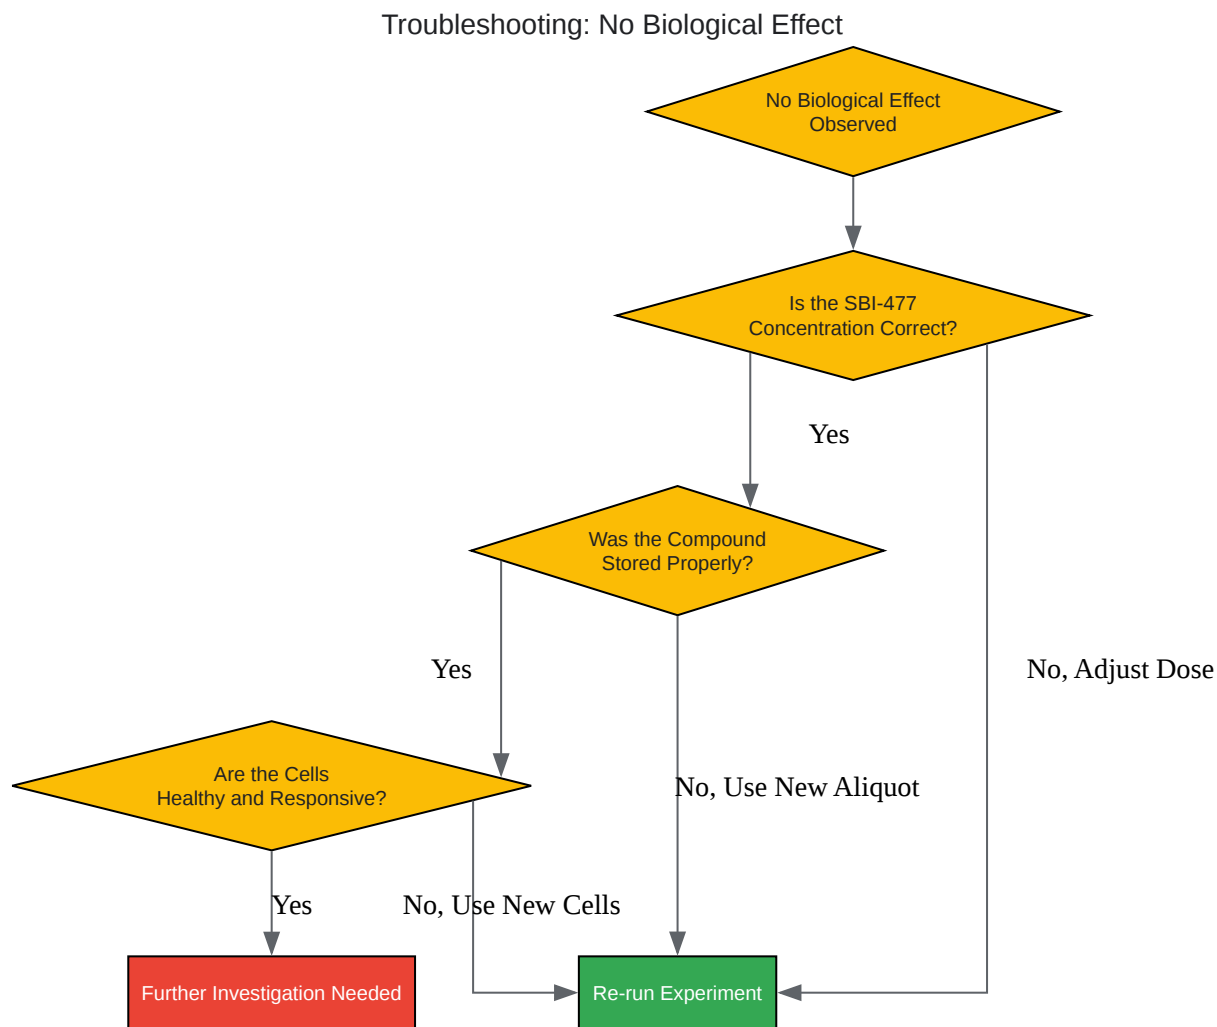 Troubleshooting: No Biological Effect
No Biological Effect
Observed
Is the SBI-477
Concentration Correct?
Yes
Was the Compound
Stored Properly?
Yes
No, Adjust Dose
Are the Cells
Healthy and Responsive?
No, Use New Aliquot
Yes
No, Use New Cells
Further Investigation Needed
Re-run Experiment